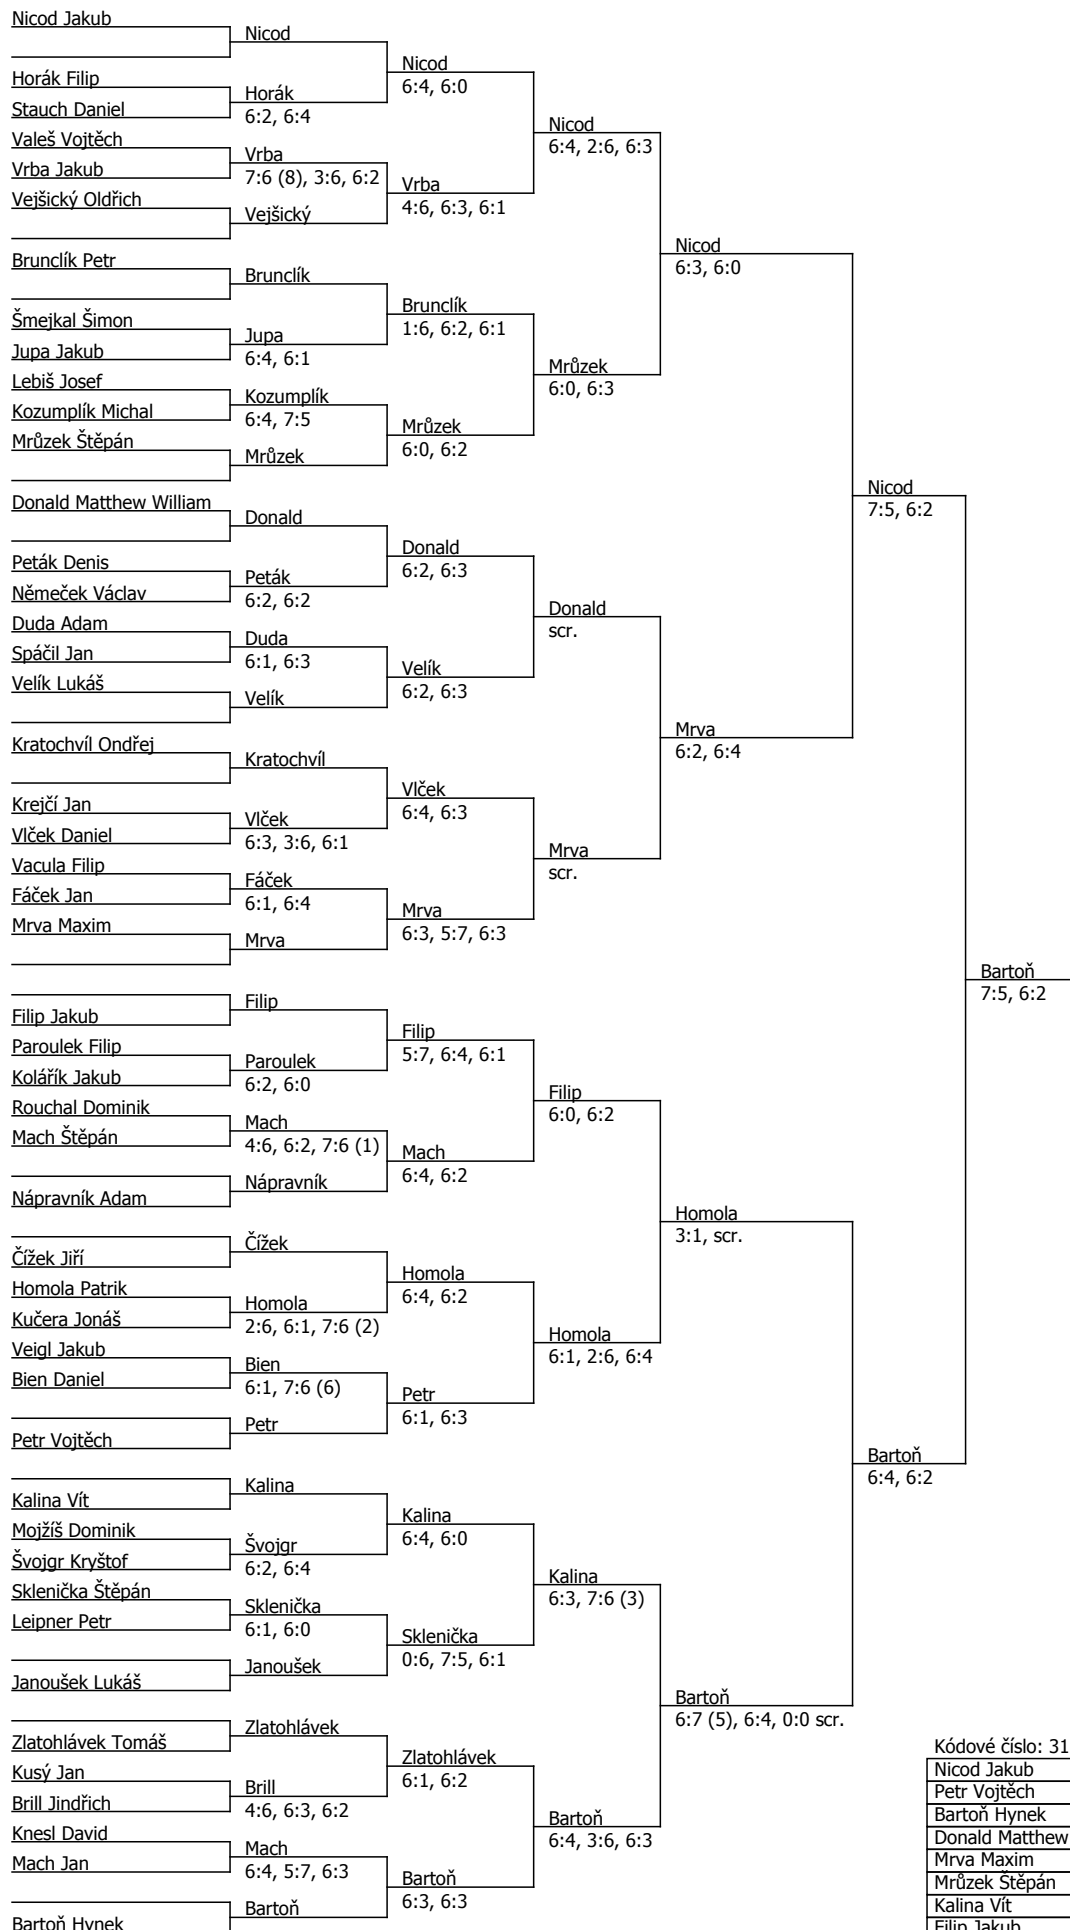 Nicod Jakub
Horák Filip
Stauch Daniel
Valeš Vojtěch
Vrba Jakub
Vejšický Oldřich
Brunclík Petr
Šmejkal Šimon
Jupa Jakub
Lebiš Josef
Kozumplík Michal
Mrůzek Štěpán
Donald Matthew William
Peták Denis
Němeček Václav
Duda Adam
Spáčil Jan
Velík Lukáš
Kratochvíl Ondřej
Krejčí Jan
Vlček Daniel
Vacula Filip
Fáček Jan
Mrva Maxim
Filip Jakub
Paroulek Filip
Kolářík Jakub
Rouchal Dominik
Mach Štěpán
Nápravník Adam
Čížek Jiří
Homola Patrik
Kučera Jonáš
Veigl Jakub
Bien Daniel
Petr Vojtěch
Kalina Vít
Mojžíš Dominik
Švojgr Kryštof
Sklenička Štěpán
Leipner Petr
Janoušek Lukáš
Zlatohlávek Tomáš
Kusý Jan
Brill Jindřich
Knesl David
Mach Jan
Bartoň Hynek
Nicod
Horák
6:2, 6:4
Vrba
7:6 (8), 3:6, 6:2
Vejšický
Brunclík
Jupa
6:4, 6:1
Kozumplík
6:4, 7:5
Mrůzek
Donald
Peták
6:2, 6:2
Duda
6:1, 6:3
Velík
Kratochvíl
Vlček
6:3, 3:6, 6:1
Fáček
6:1, 6:4
Mrva
Filip
Paroulek
6:2, 6:0
Mach
4:6, 6:2, 7:6 (1)
Nápravník
Čížek
Homola
2:6, 6:1, 7:6 (2)
Bien
6:1, 7:6 (6)
Petr
Kalina
Švojgr
6:2, 6:4
Sklenička
6:1, 6:0
Janoušek
Zlatohlávek
Brill
4:6, 6:3, 6:2
Mach
6:4, 5:7, 6:3
Bartoň
Nicod
6:4, 6:0
Vrba
4:6, 6:3, 6:1
Brunclík
1:6, 6:2, 6:1
Mrůzek
6:0, 6:2
Donald
6:2, 6:3
Velík
6:2, 6:3
Vlček
6:4, 6:3
Mrva
6:3, 5:7, 6:3
Filip
5:7, 6:4, 6:1
Mach
6:4, 6:2
Homola
6:4, 6:2
Petr
6:1, 6:3
Kalina
6:4, 6:0
Sklenička
0:6, 7:5, 6:1
Zlatohlávek
6:1, 6:2
Bartoň
6:3, 6:3
Nicod
6:4, 2:6, 6:3
Mrůzek
6:0, 6:3
Donald
scr.
Mrva
scr.
Filip
6:0, 6:2
Homola
6:1, 2:6, 6:4
Kalina
6:3, 7:6 (3)
Bartoň
6:4, 3:6, 6:3
Nicod
6:3, 6:0
Mrva
6:2, 6:4
Homola
3:1, scr.
Bartoň
6:7 (5), 6:4, 0:0 scr.
Nicod
7:5, 6:2
Bartoň
6:4, 6:2
Bartoň
7:5, 6:2
Kódové číslo: 31
Nicod Jakub
Petr Vojtěch
Bartoň Hynek
Donald Matthew
Mrva Maxim
Mrůzek Štěpán
Kalina Vít
Filip Jakub